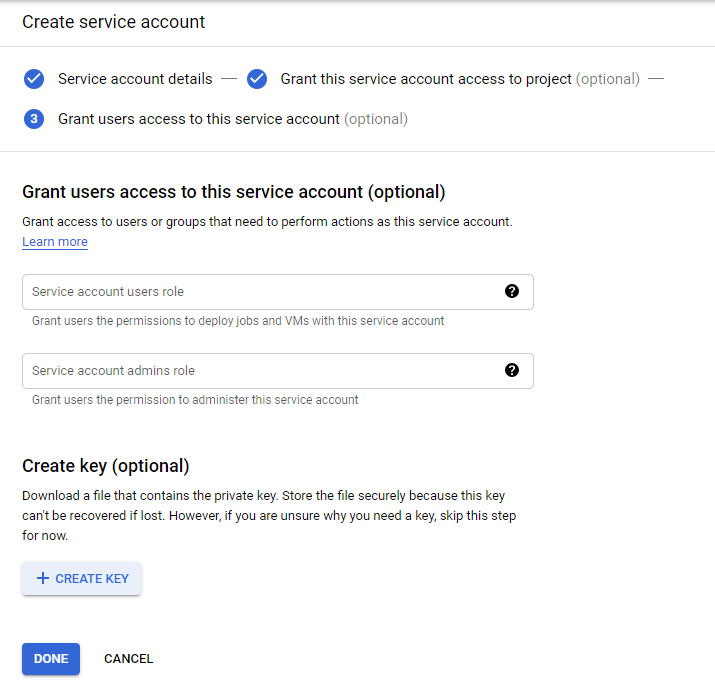 Create service account
Service account details — Grant this service account access to project (optional) —
3 Grant users access to this service account (optional)
Grant users access to this service account (optional)
Grant access to users or groups that need to perform actions as this service account.
Learn more
Service account users role ?
Grant users the permissions to deploy jobs and VMs with this service account
Service account admins role ?
Grant users the permission to administer this service account
Create key (optional)
Download a file that contains the private key. Store the file securely because this key
can't be recovered if lost. However, if you are unsure why you need a key, skip this step
for now.
+ CREATE KEY
DONE CANCEL